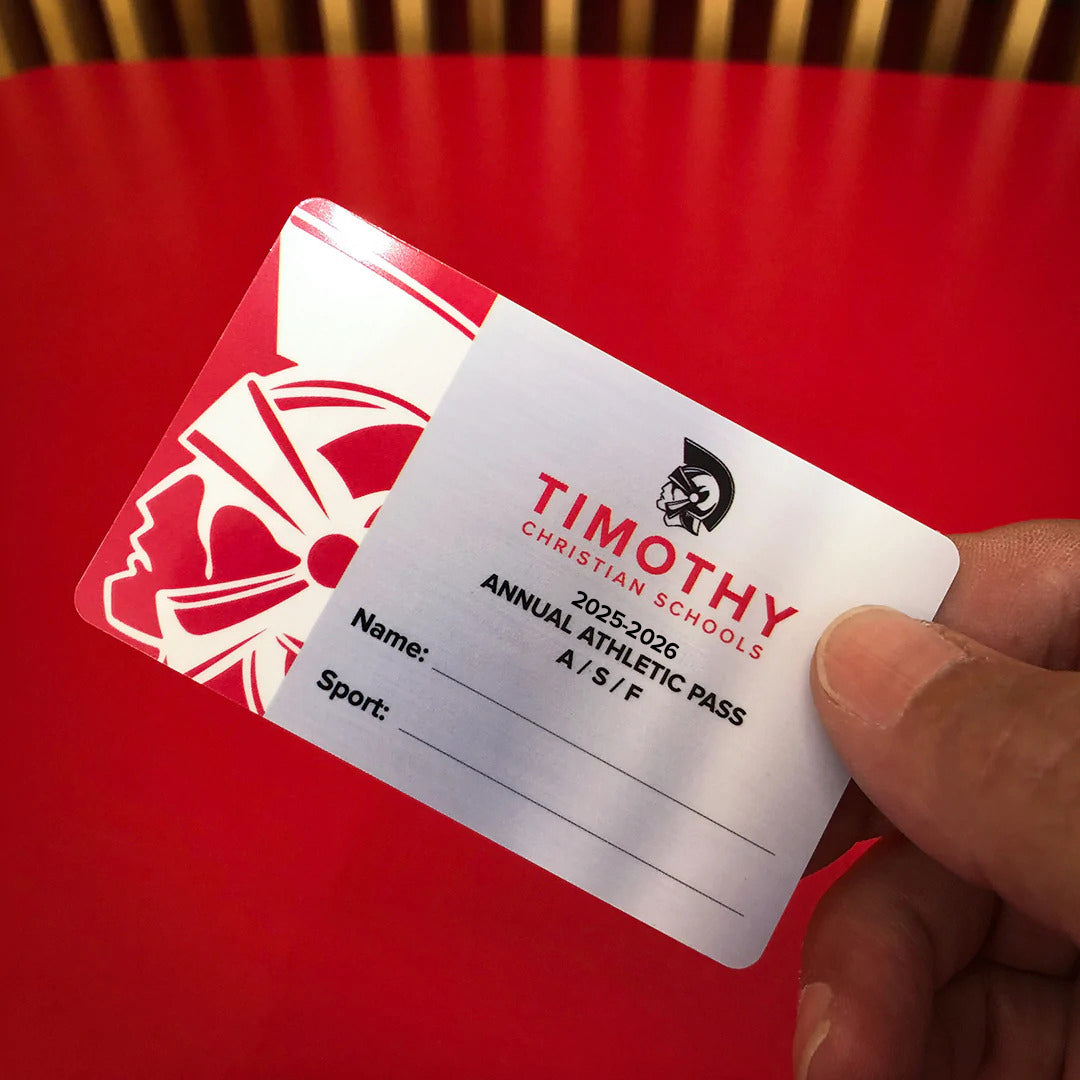 TIMOTHY
CHRISTIAN SCHOOLS
2025-2026
ANNUAL ATHLETIC PASS
A / S / F
Name:
Sport: